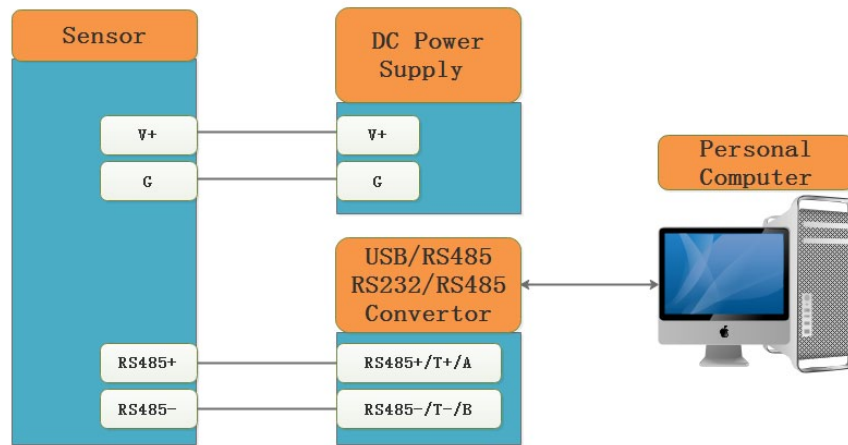 Sensor
V+
G
RS485+
RS485-
DC Power
Supply
V+
G
USB/RS485
RS232/RS485
Convertor
RS485+/T+/A
RS485-/T-/B
Personal
Computer